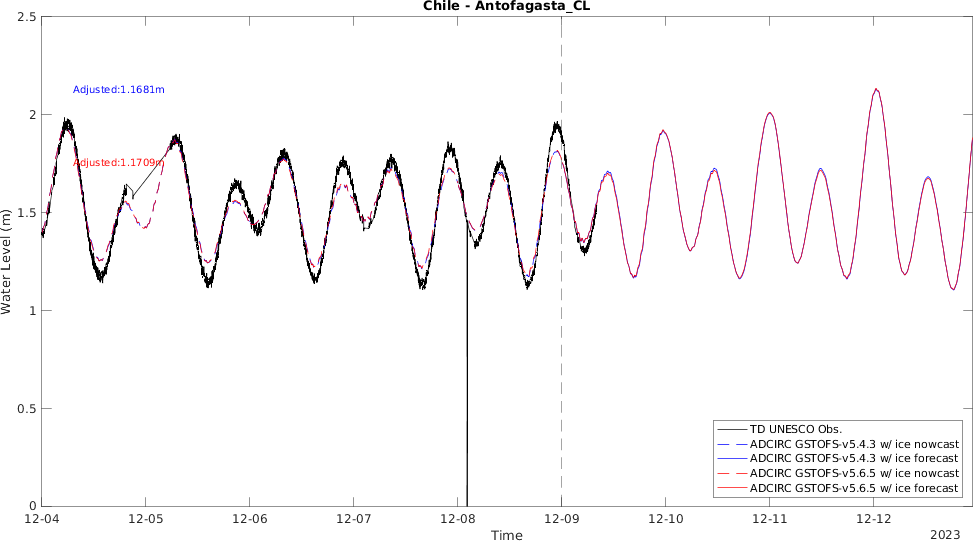 Chile - Antofagasta_CL
2.5
Adjusted:1.1681m
2
Adjusted:1.1709m
1.5
Water Level (m)
1
0.5
0
TD UNESCO Obs.
ADCIRC GSTOFS-v5.4.3 w/ ice nowcast
ADCIRC GSTOFS-v5.4.3 w/ ice forecast
ADCIRC GSTOFS-v5.6.5 w/ ice nowcast
ADCIRC GSTOFS-v5.6.5 w/ ice forecast
12-04 12-05 12-06 12-07 12-08 12-09 12-10 12-11 12-12
Time
2023